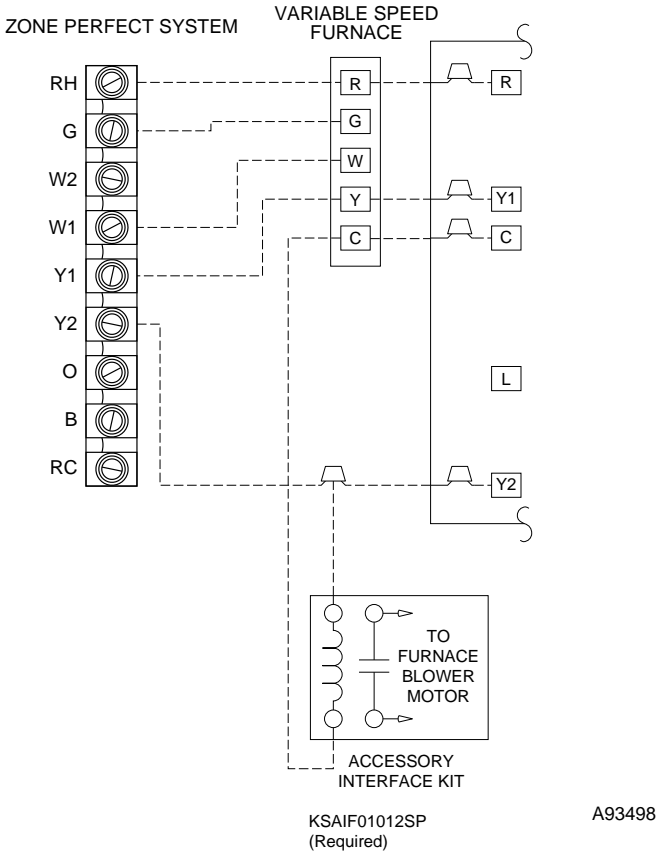 ZONE PERFECT SYSTEM
VARIABLE SPEED
FURNACE
RH
G
W2
W1
Y1
Y2
O
B
RC
R
G
W
Y
C
R
Y1
C
L
Y2
TO
FURNACE
BLOWER
MOTOR
ACCESSORY
INTERFACE KIT
KSAIF01012SP
(Required)
A93498